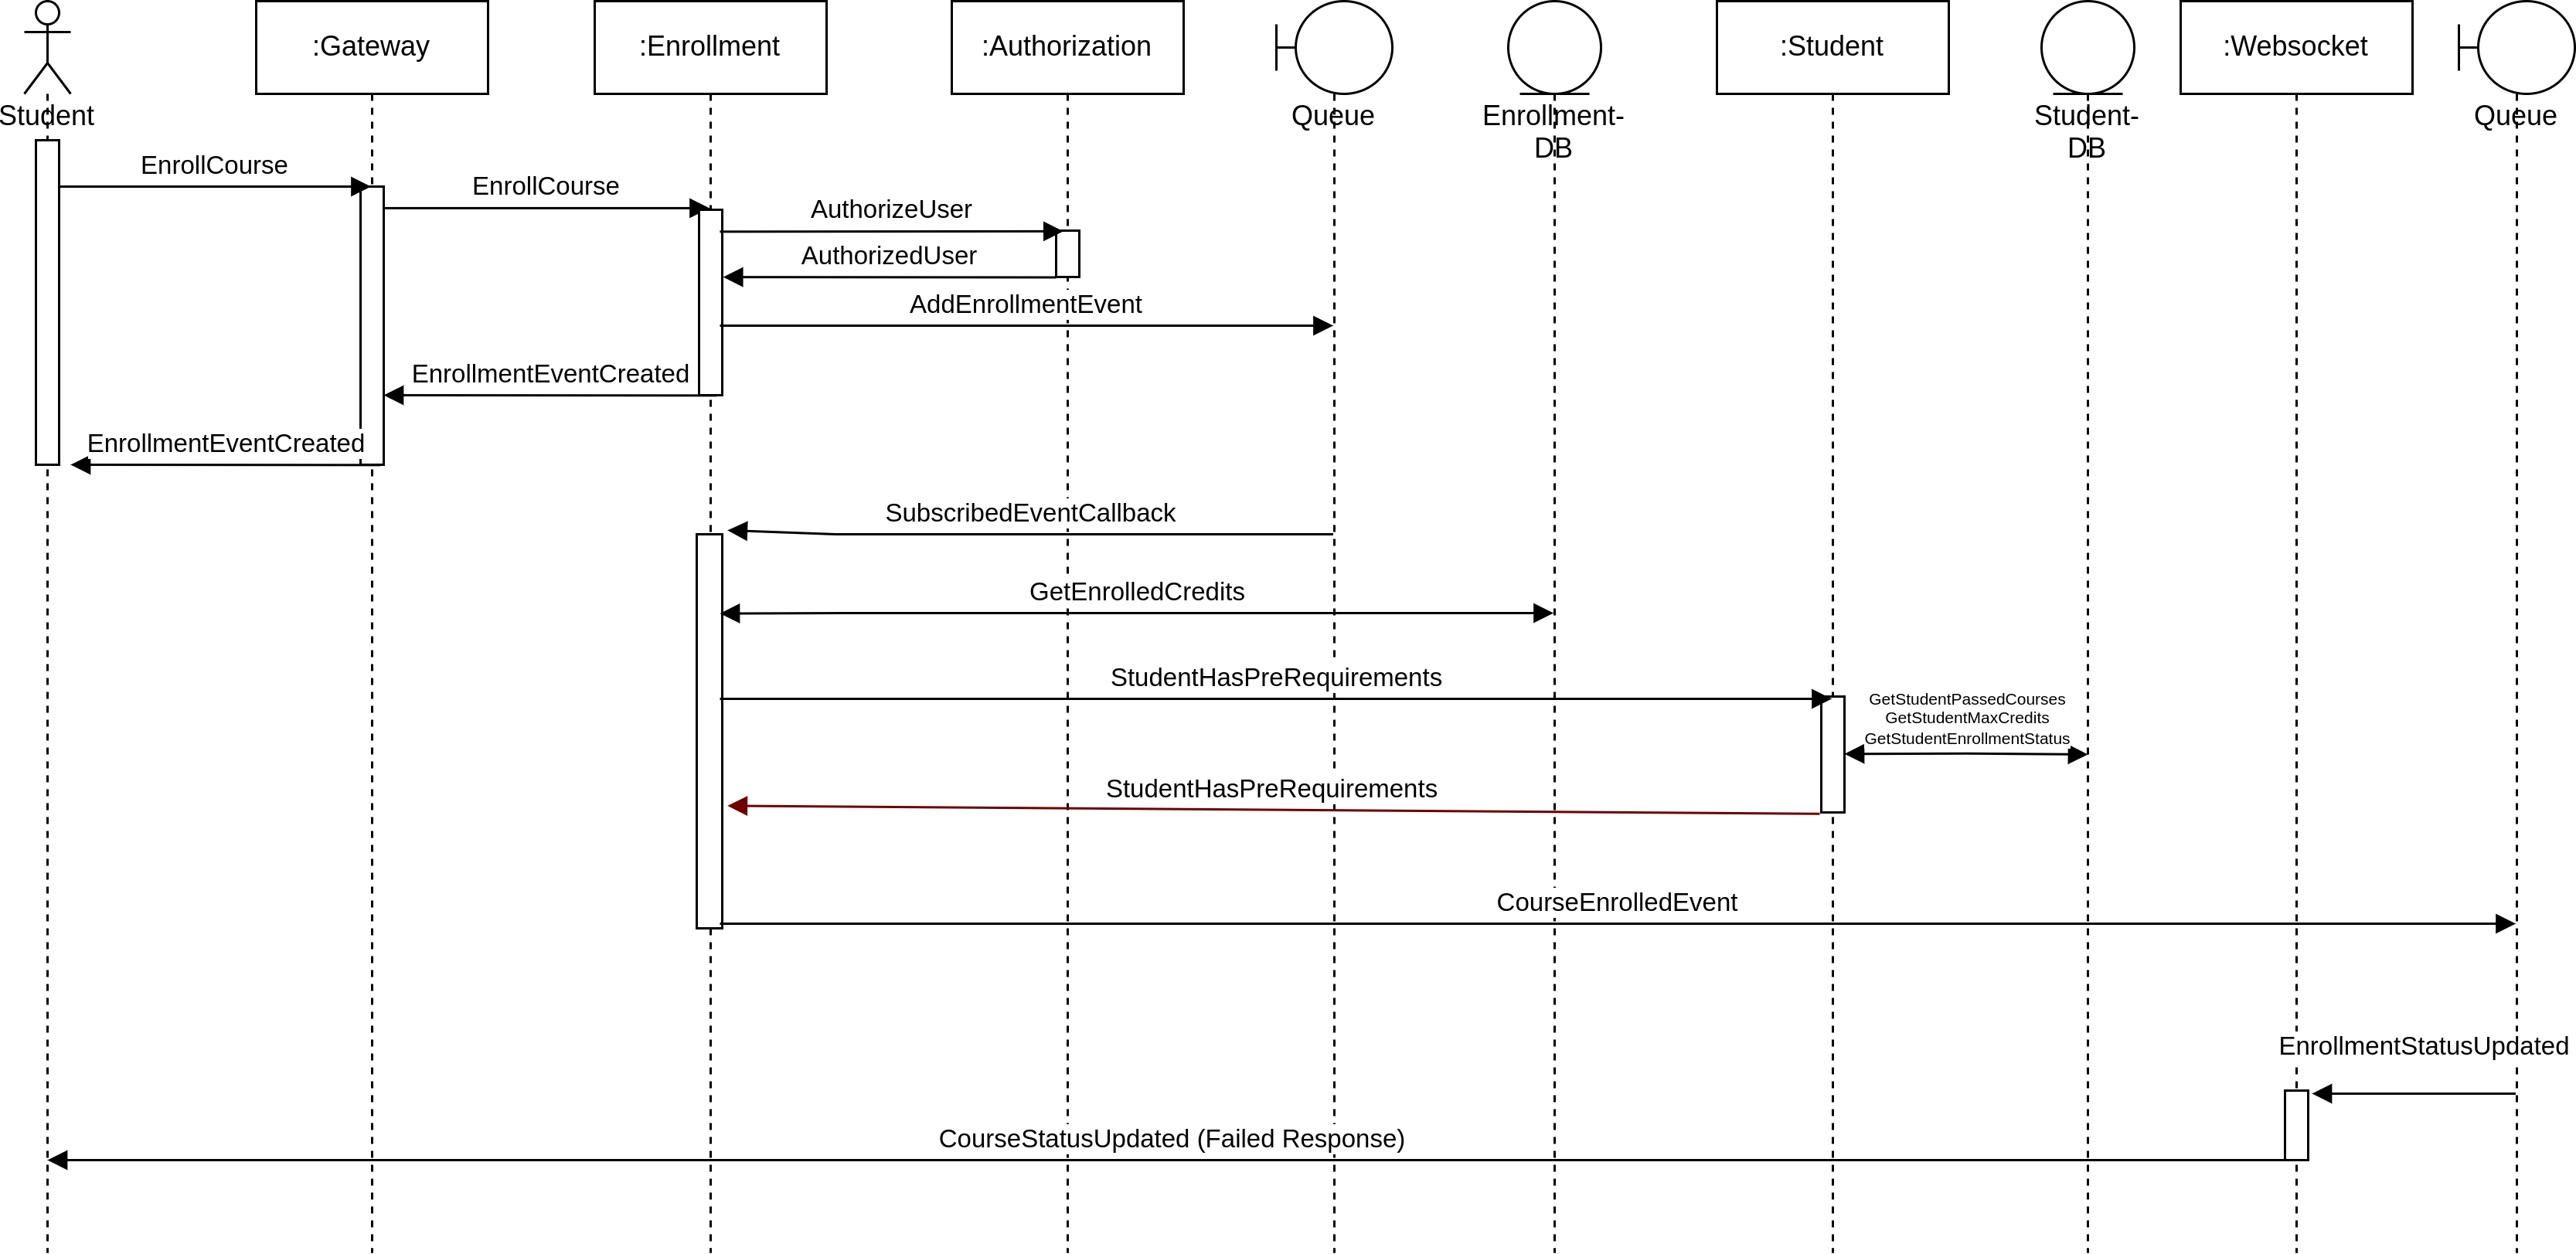 :Gateway
:Enrollment
:Authorization
:Student
:Websocket
Student
Queue
Enrollment-
DB
Student-
DB
Queue
EnrollCourse
EnrollCourse
AuthorizeUser
AuthorizedUser
AddEnrollmentEvent
EnrollmentEventCreated
EnrollmentEventCreated
SubscribedEventCallback
GetEnrolledCredits
StudentHasPreRequirements
GetStudentPassedCourses
GetStudentMaxCredits
GetStudentEnrollmentStatus
StudentHasPreRequirements
CourseEnrolledEvent
EnrollmentStatusUpdated
CourseStatusUpdated (Failed Response)